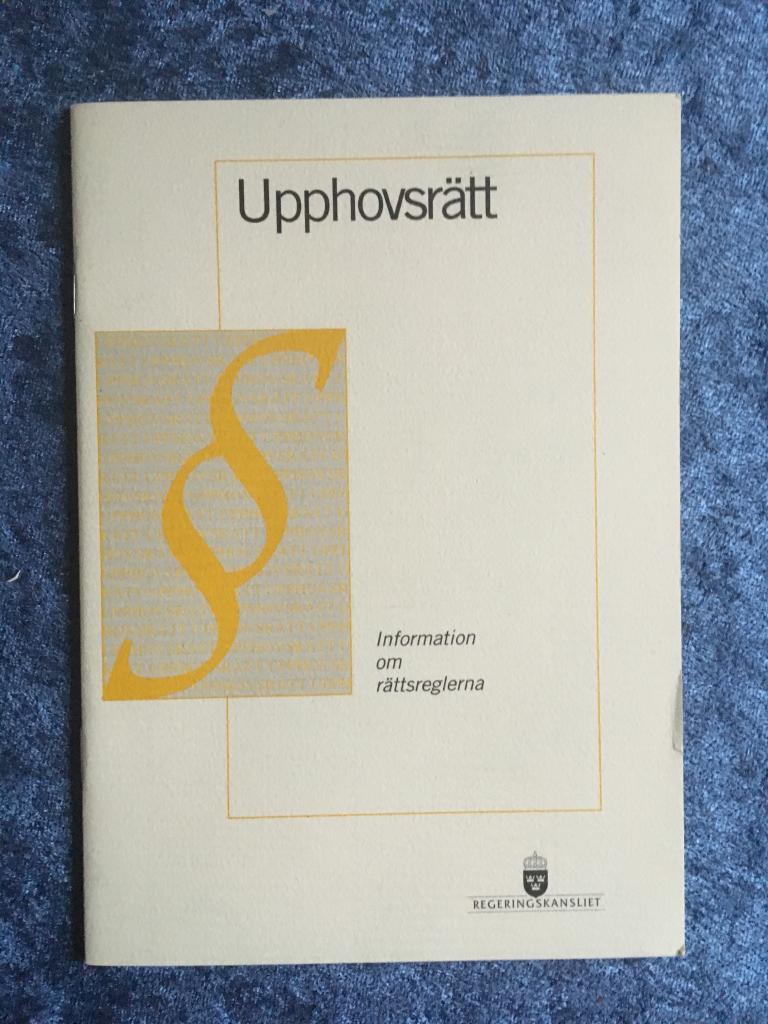 Upphovsrätt
Information
om
rättsreglerna
REGERINGSKANSLIET